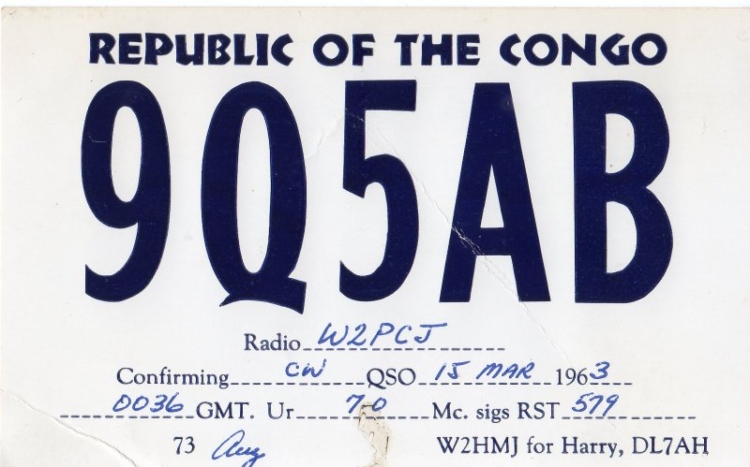 REPUBLIC OF THE CONGO
9Q5AB
Radio W2PCJ
Confirming CW QSO 15 MAR 1963
0036 GMT. Ur 7.0 Mc. sigs RST 579
73 Aug W2HMJ for Harry, DL7AH